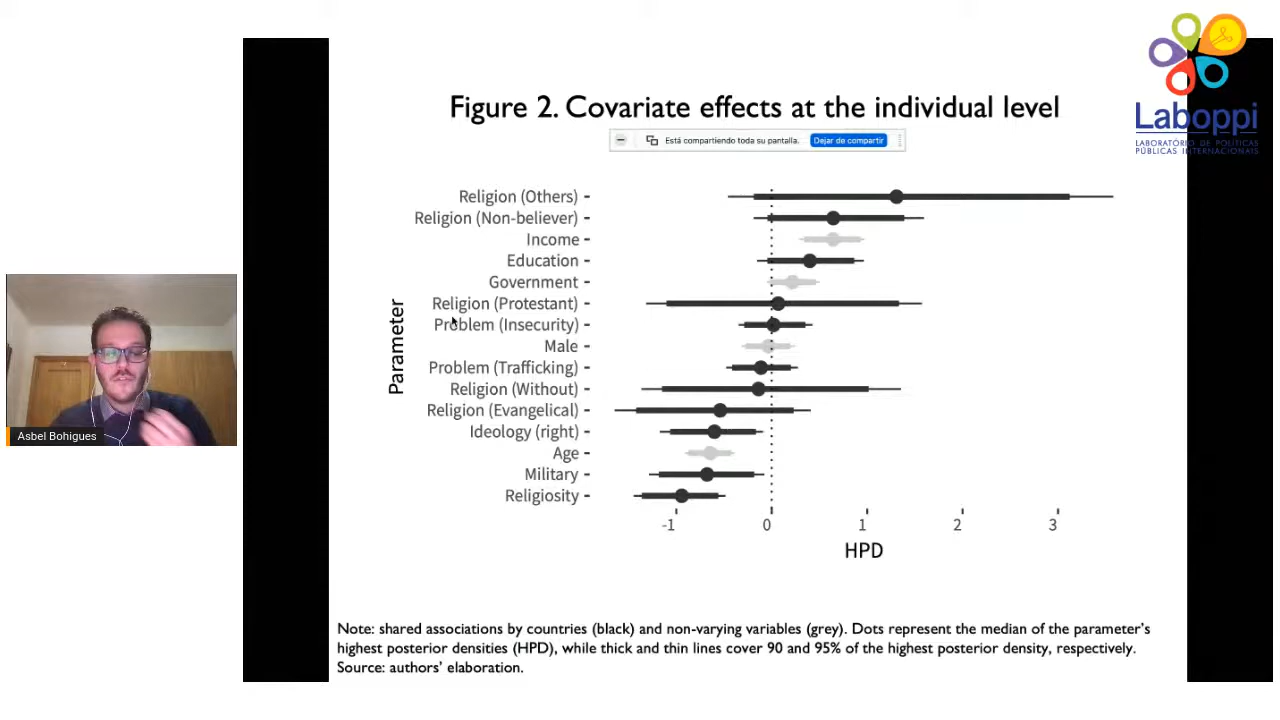 Laboppi
LABORATÓRIO DE POLÍTICAS
PÚBLICAS INTERNACIONAIS
Figure 2. Covariate effects at the individual level
Está compartiendo toda su pantalla. Dejar de compartir
Parameter
Religion (Others)
Religion (Non-believer)
Income
Education
Government
Religion (Protestant)
Problem (Insecurity)
Male
Problem (Trafficking)
Religion (Without)
Religion (Evangelical)
Ideology (right)
Age
Military
Religiosity
-1 0 1 2 3
HPD
Asbel Bohigues
Note: shared associations by countries (black) and non-varying variables (grey). Dots represent the median of the parameter's
highest posterior densities (HPD), while thick and thin lines cover 90 and 95% of the highest posterior density, respectively.
Source: authors' elaboration.